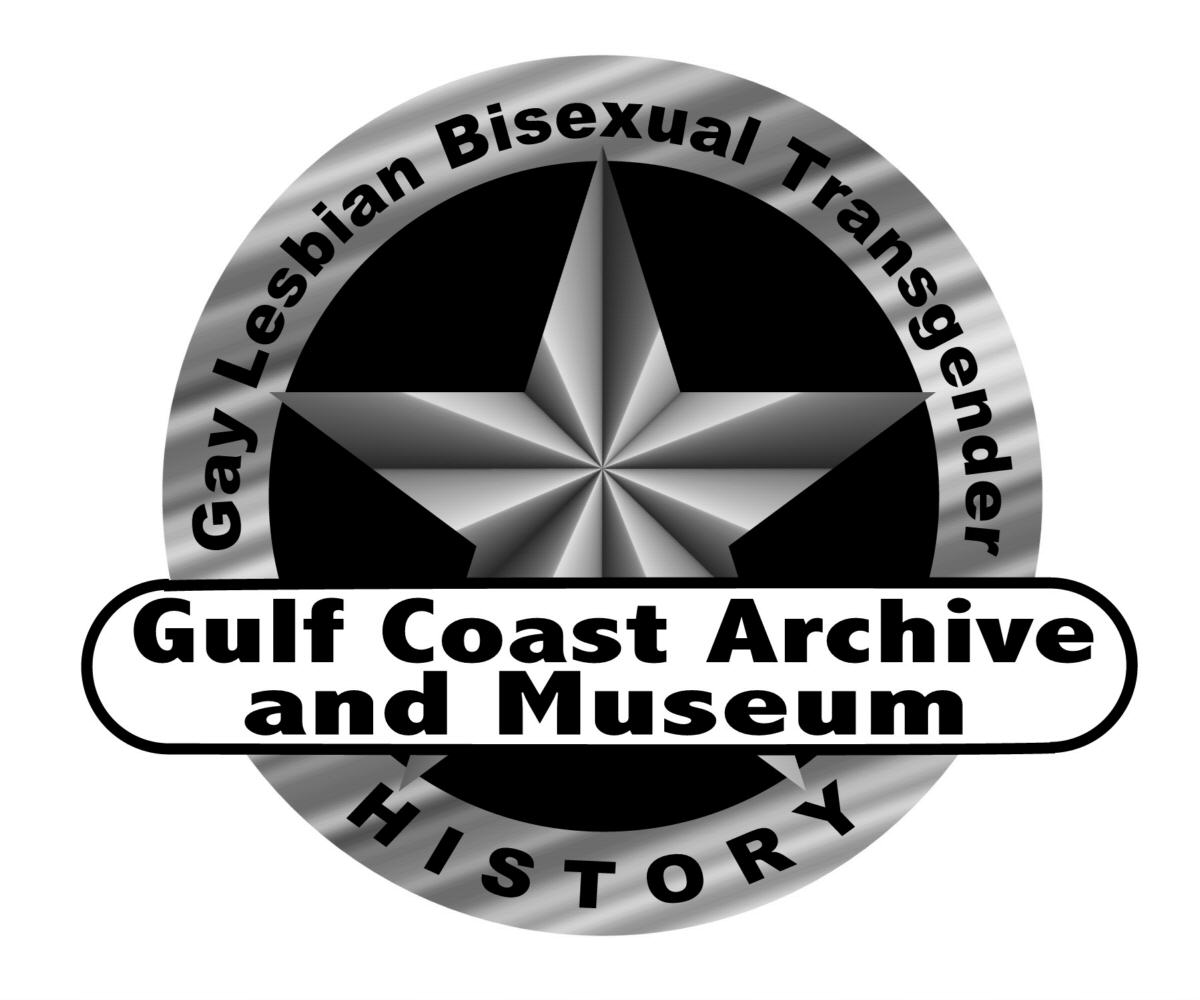 Gay Lesbian Bisexual Transgender
Gulf Coast Archive
and Museum
HISTORY